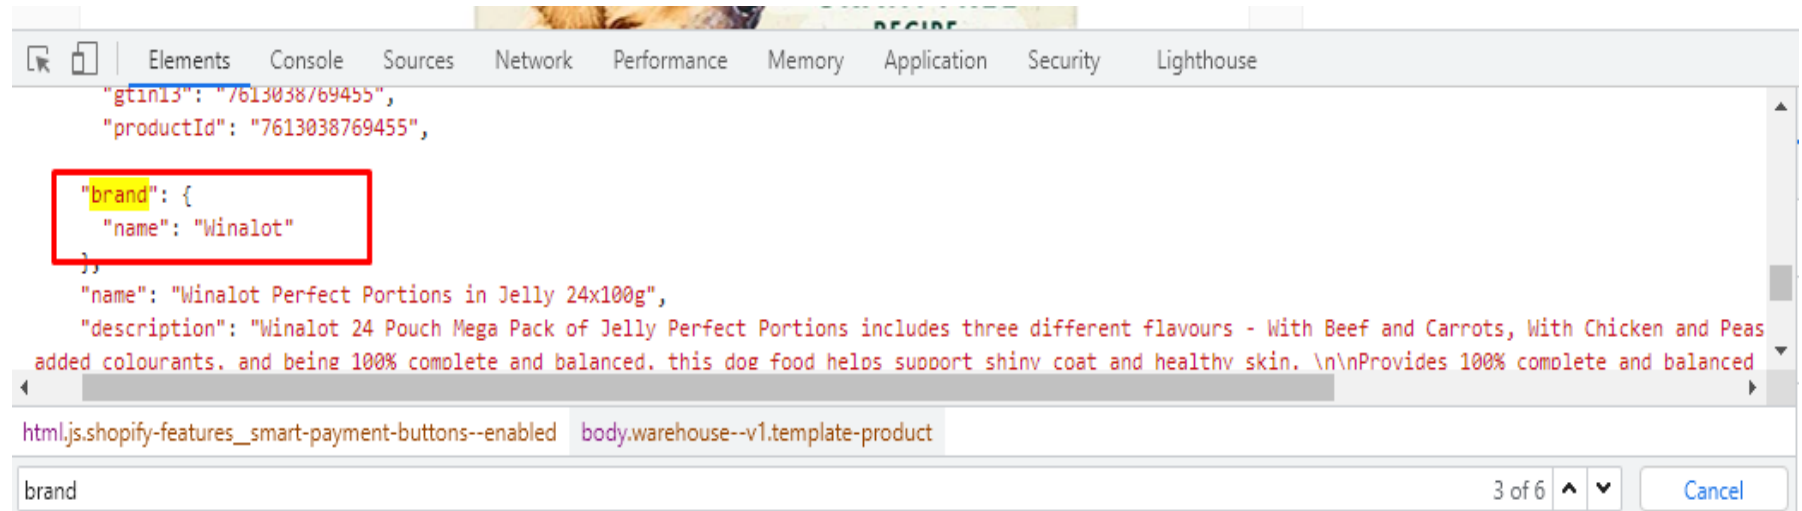 RECIPE
Elements Console Sources Network Performance Memory Application Security Lighthouse
"gtin13": "7613038769455",
"productId": "7613038769455",
"brand": {
"name": "Winalot"
},
"name": "Winalot Perfect Portions in Jelly 24x100g",
"description": "Winalot 24 Pouch Mega Pack of Jelly Perfect Portions includes three different flavours - With Beef and Carrots, With Chicken and Peas
added colourants, and being 100% complete and balanced, this dog food helps support shiny coat and healthy skin. \n\nProvides 100% complete and balanced
html.js.shopify-features__smart-payment-buttons--enabled body.warehouse--v1.template-product
brand 3 of 6 Cancel